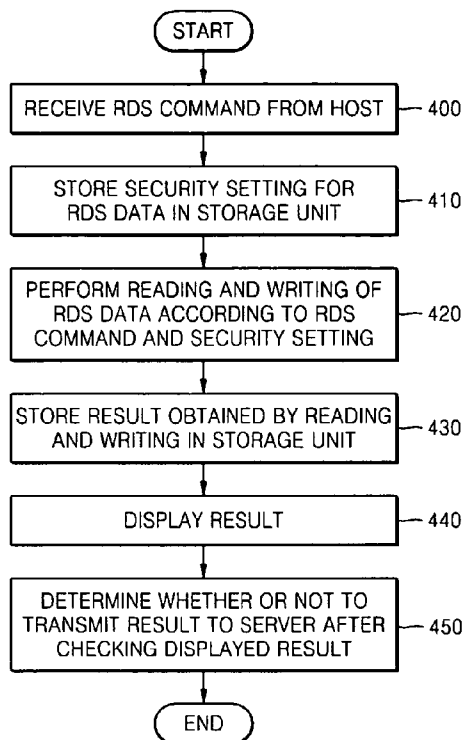 START
RECEIVE RDS COMMAND FROM HOST
400
STORE SECURITY SETTING FOR
RDS DATA IN STORAGE UNIT
410
PERFORM READING AND WRITING OF
RDS DATA ACCORDING TO RDS
COMMAND AND SECURITY SETTING
420
STORE RESULT OBTAINED BY READING
AND WRITING IN STORAGE UNIT
430
DISPLAY RESULT
440
DETERMINE WHETHER OR NOT TO
TRANSMIT RESULT TO SERVER AFTER
CHECKING DISPLAYED RESULT
450
END